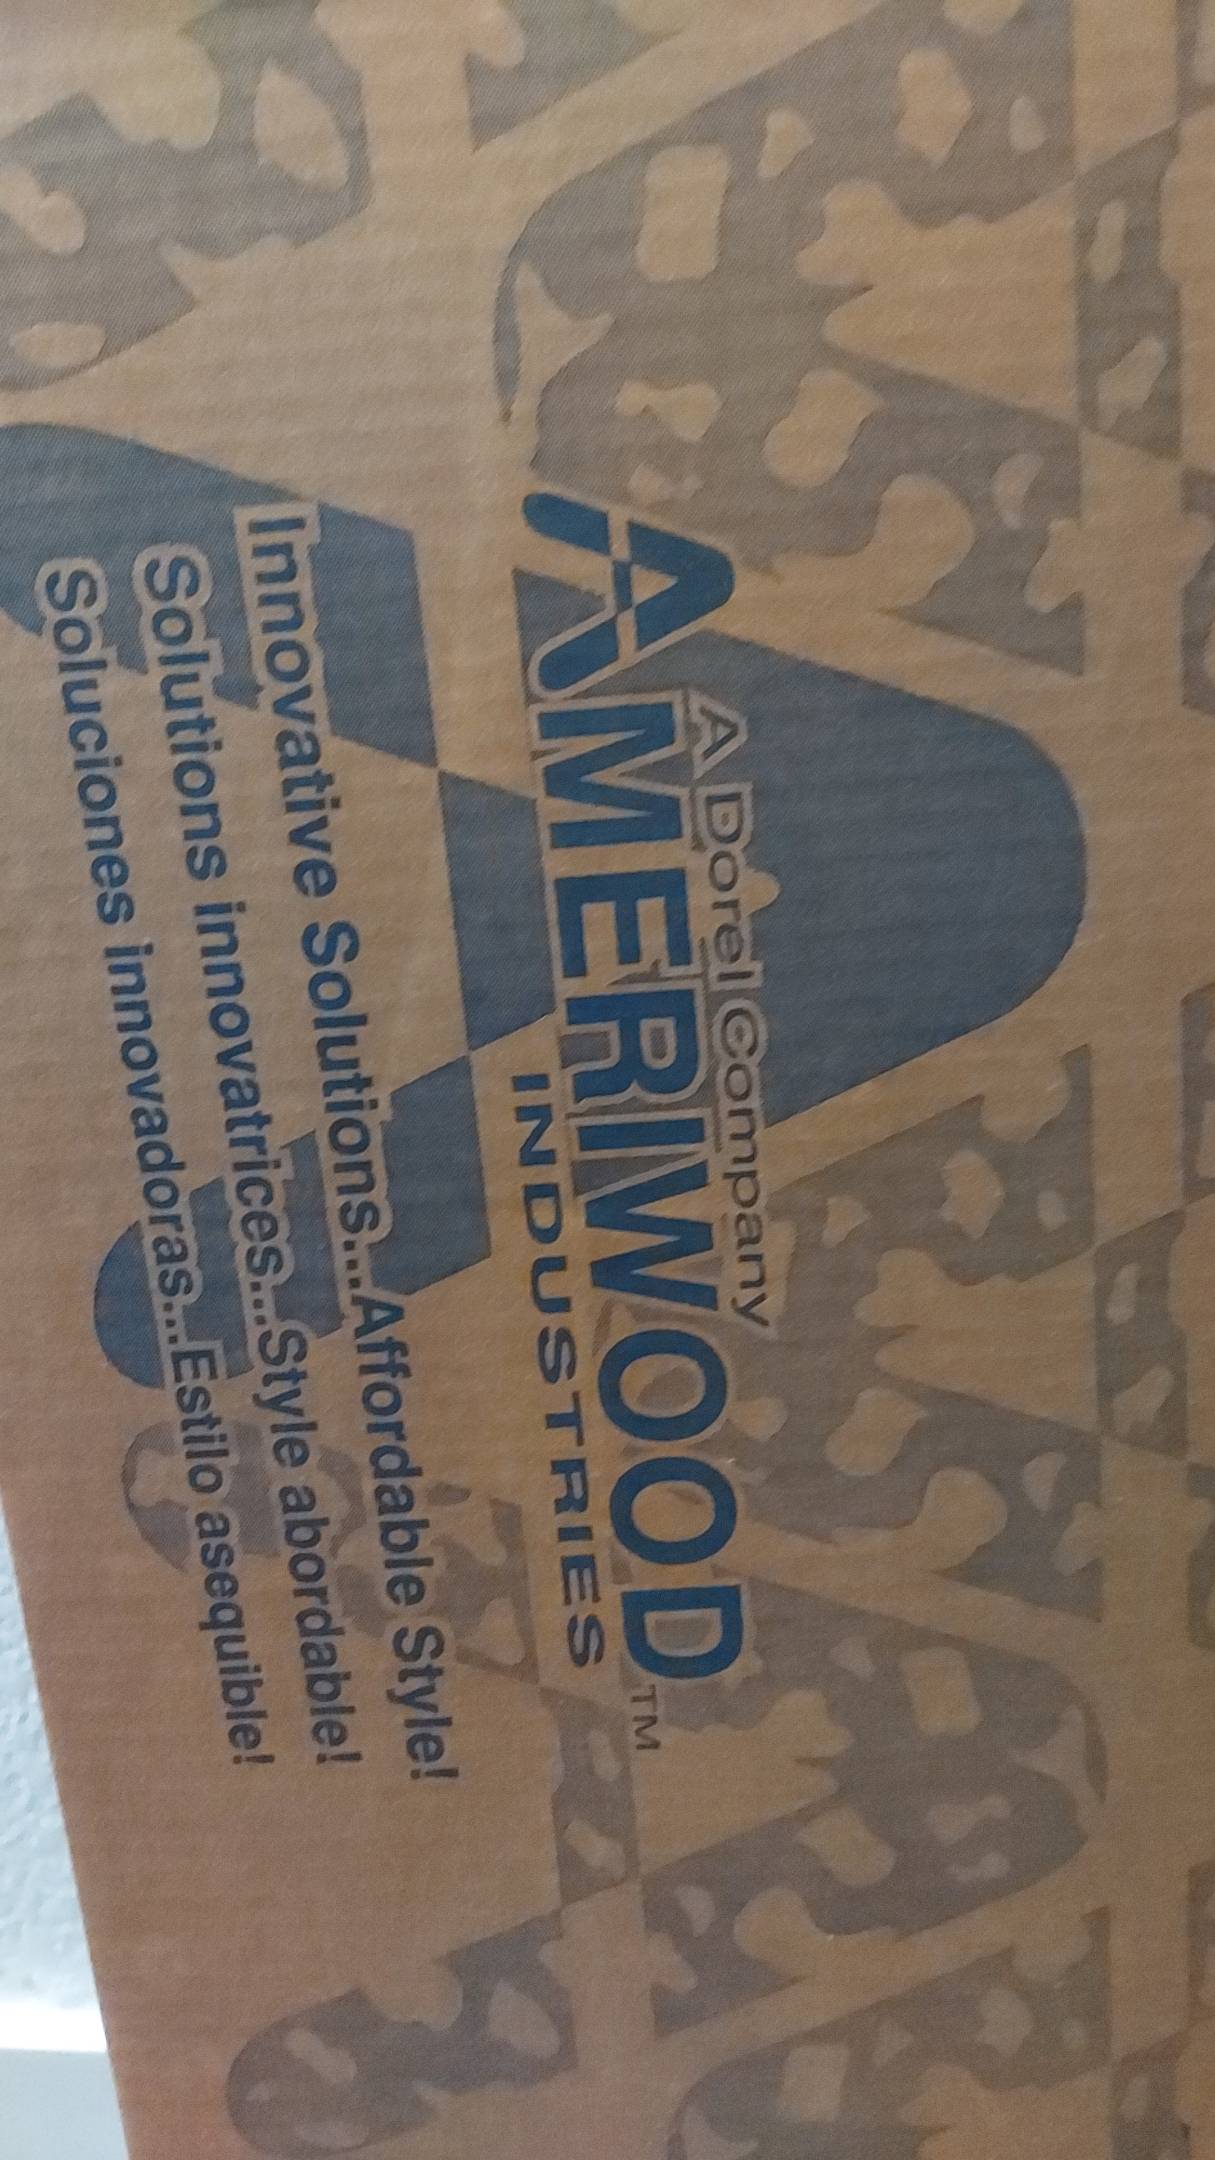 A Dorel Company
AMERIWOOD™
INDUSTRIES
Innovative Solutions...Affordable Style!
Solutions innovatrices...Style abordable!
Soluciones innovadoras...Estilo asequible!